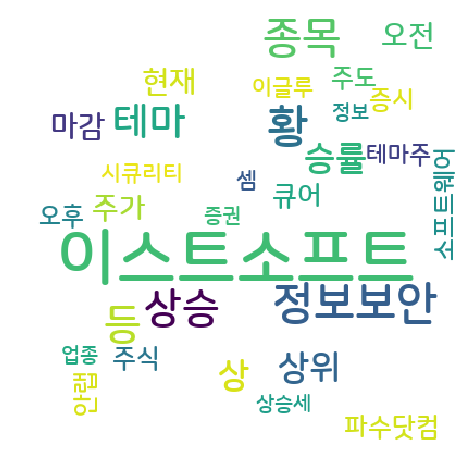 종목
오전
현재
이글루
주도
증시
정보
마감
테마
황
승률
테마주
시큐리티
셈
큐어
소프트웨어
오후
주가
증권
이스트소프트
상승
정보보안
등
업종
주식
상
상위
안랩
상승세
파수닷컴